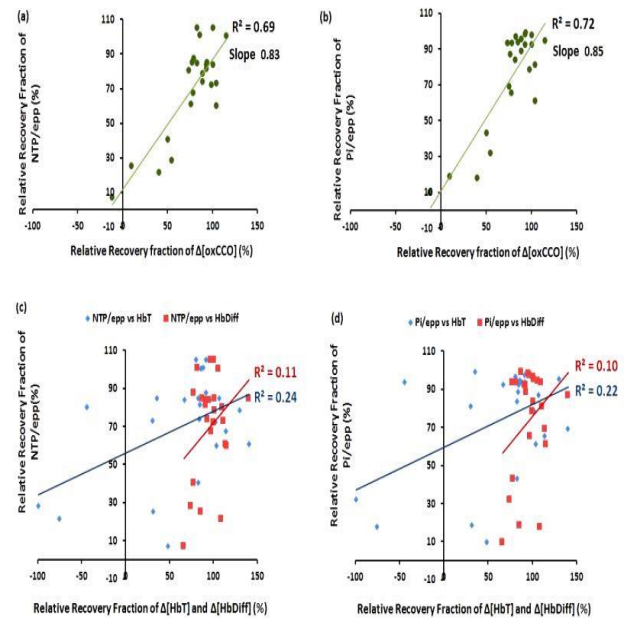 (a)
R² = 0.69
Slope 0.83
Relative Recovery Fraction of
NTP/epp (%)
110
90
70
50
30
10
-10
-100 -50 0 50 100 150
Relative Recovery fraction of Δ[oxCCO] (%)
(b)
R² = 0.72
Slope 0.85
Relative Recovery Fraction of
Pi/epp (%)
110
90
70
50
30
10
-10
-100 -50 0 50 100 150
Relative Recovery fraction of Δ[oxCCO] (%)
(c)
NTP/epp vs HbT NTP/epp vs HbDiff
R² = 0.11
R² = 0.24
Relative Recovery Fraction of
NTP/epp(%)
110
90
70
50
30
10
-10
-100 -50 0 50 100 150
Relative Recovery Fraction of Δ[HbT] and Δ[HbDiff] (%)
(d)
Pi/epp vs HbT Pi/epp vs HbDiff
R² = 0.10
R² = 0.22
Relative Recovery Fraction of
Pi/epp (%)
110
90
70
50
30
10
-10
-100 -50 0 50 100 150
Relative Recovery Fraction of Δ[HbT] and Δ[HbDiff] (%)